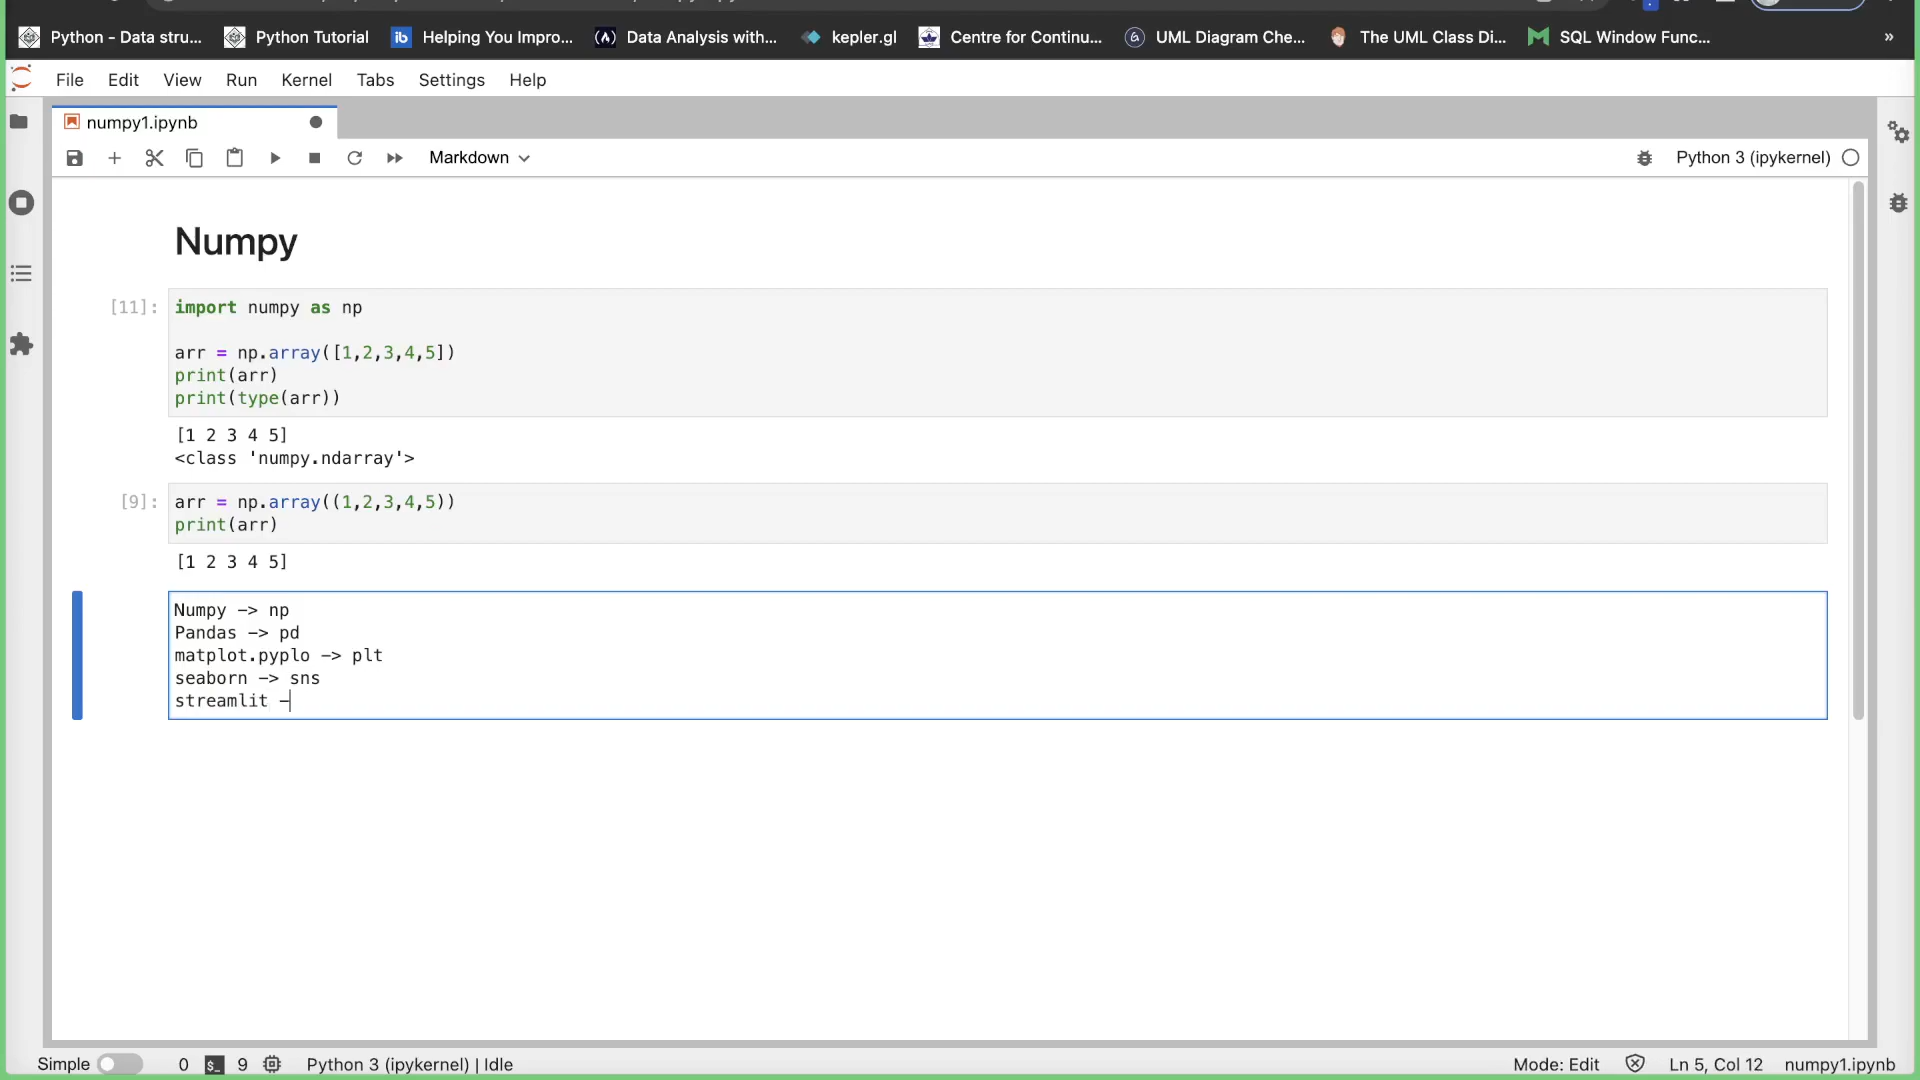 Python - Data stru...
Python Tutorial
ib
Helping You Impro...
Data Analysis with...
kepler.gl
Centre for Continu...
UML Diagram Che...
The UML Class Di...
SQL Window Func...
»
File Edit View Run Kernel Tabs Settings Help
numpy1.ipynb
Markdown
Python 3 (ipykernel)
Numpy
[11]:
import numpy as np
arr = np.array([1,2,3,4,5])
print(arr)
print(type(arr))
[1 2 3 4 5]
<class 'numpy.ndarray'>
[9]:
arr = np.array((1,2,3,4,5))
print(arr)
[1 2 3 4 5]
Numpy -> np
Pandas -> pd
matplot.pyplo -> plt
seaborn -> sns
streamlit -
Simple 0 $_ 9 Python 3 (ipykernel) | Idle
Mode: Edit Ln 5, Col 12 numpy1.ipynb